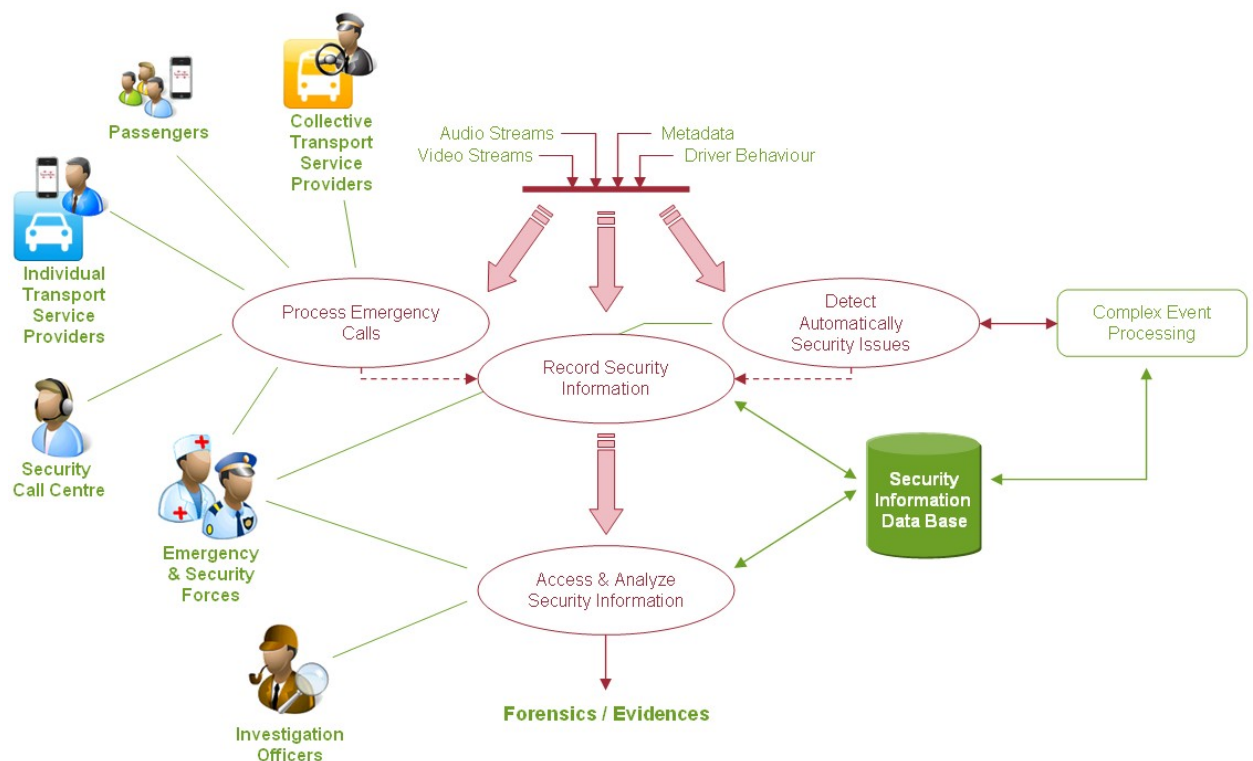 Passengers
Collective
Transport
Service
Providers
Audio Streams
Metadata
Video Streams
Driver Behaviour
Individual
Transport
Service
Providers
Process Emergency
Calls
Detect
Automatically
Security Issues
Complex Event
Processing
Record Security
Information
Security
Call Centre
Security
Information
Data Base
Emergency
& Security
Forces
Access & Analyze
Security Information
Investigation
Officers
Forensics / Evidences